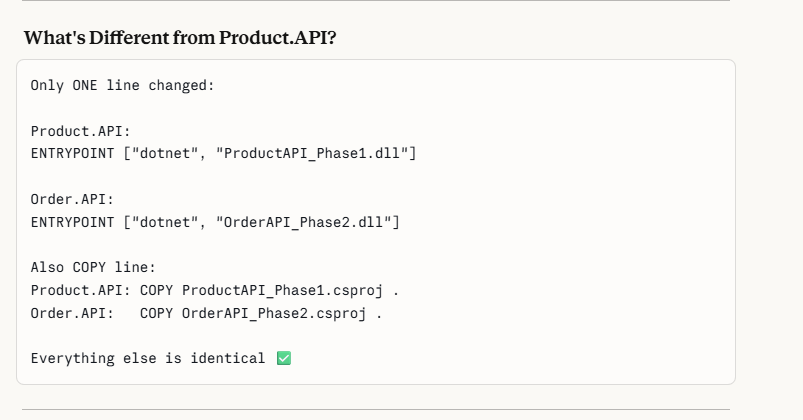 What's Different from Product.API?
Only ONE line changed:
Product.API:
ENTRYPOINT ["dotnet", "ProductAPI_Phase1.dll"]
Order.API:
ENTRYPOINT ["dotnet", "OrderAPI_Phase2.dll"]
Also COPY line:
Product.API: COPY ProductAPI_Phase1.csproj .
Order.API:   COPY OrderAPI_Phase2.csproj .
Everything else is identical ✅